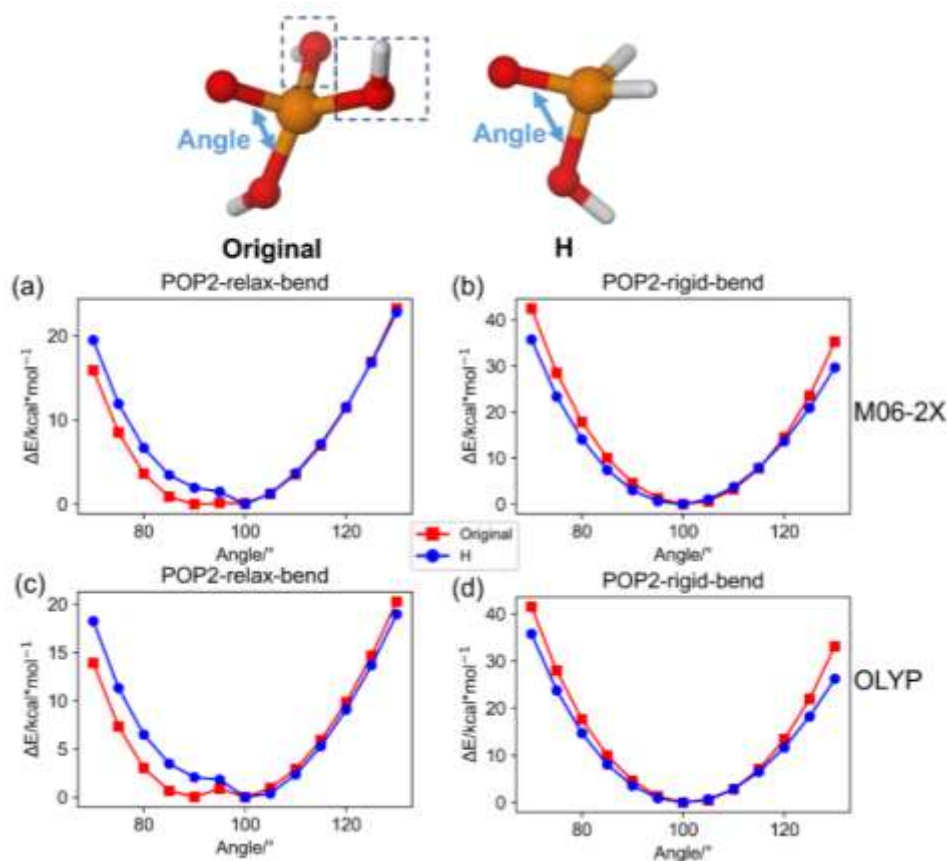 Angle
Angle
Original
H
(a)
POP2-relax-bend
ΔE/kcal*mol⁻¹
20
10
0
80
100
120
Angle/°
(b)
POP2-rigid-bend
ΔE/kcal*mol⁻¹
40
30
20
10
0
80
100
120
Angle/°
M06-2X
Original
H
(c)
POP2-relax-bend
ΔE/kcal*mol⁻¹
20
15
10
5
0
80
100
120
Angle/°
(d)
POP2-rigid-bend
ΔE/kcal*mol⁻¹
40
30
20
10
0
80
100
120
Angle/°
OLYP